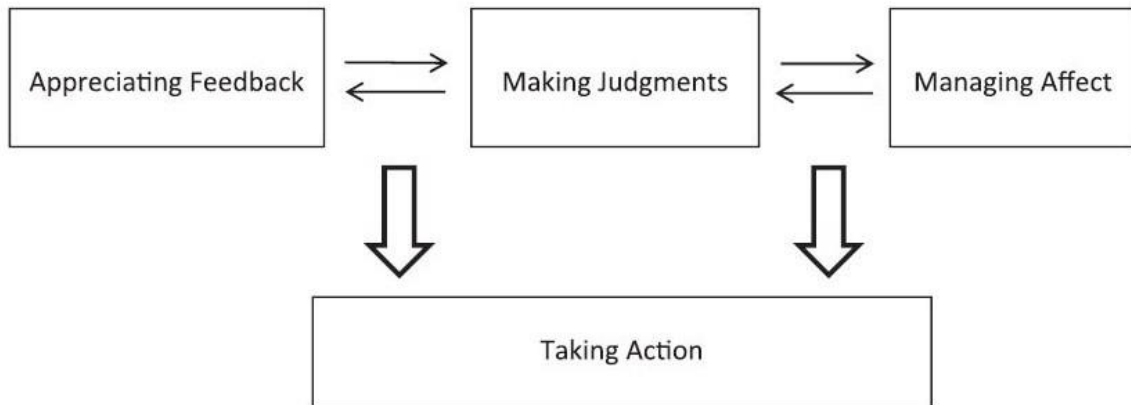 Appreciating Feedback
Making Judgments
Managing Affect
Taking Action